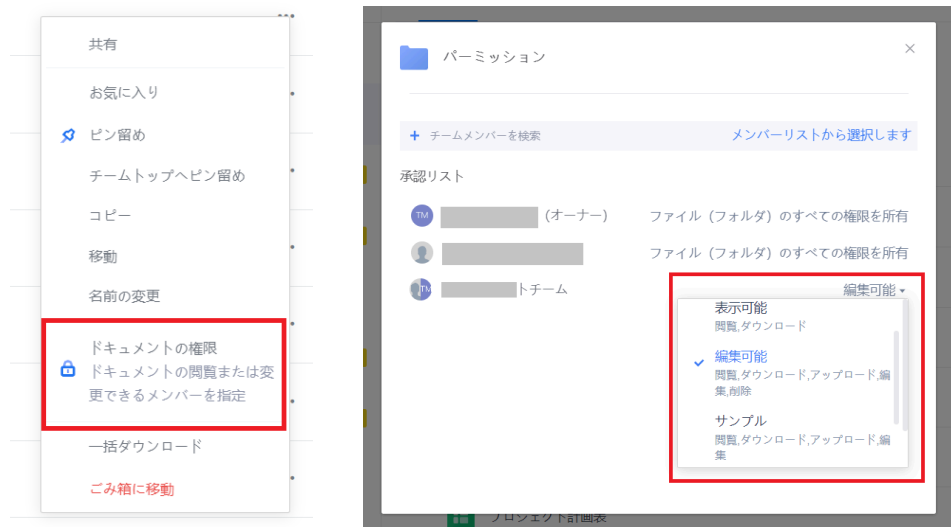 共有
お気に入り
ピン留め
チームトップへピン留め
コピー
移動
名前の変更
ドキュメントの権限
ドキュメントの閲覧または変
更できるメンバーを指定
一括ダウンロード
ごみ箱に移動
パーミッション
チームメンバーを検索 メンバーリストから選択します
承認リスト
TM (オーナー) ファイル（フォルダ）のすべての権限を所有
ファイル（フォルダ）のすべての権限を所有
TM トチーム 編集可能
表示可能
閲覧,ダウンロード
編集可能
閲覧,ダウンロード,アップロード,編
集,削除
サンプル
閲覧,ダウンロード,アップロード,編
集
プロジェクト計画表